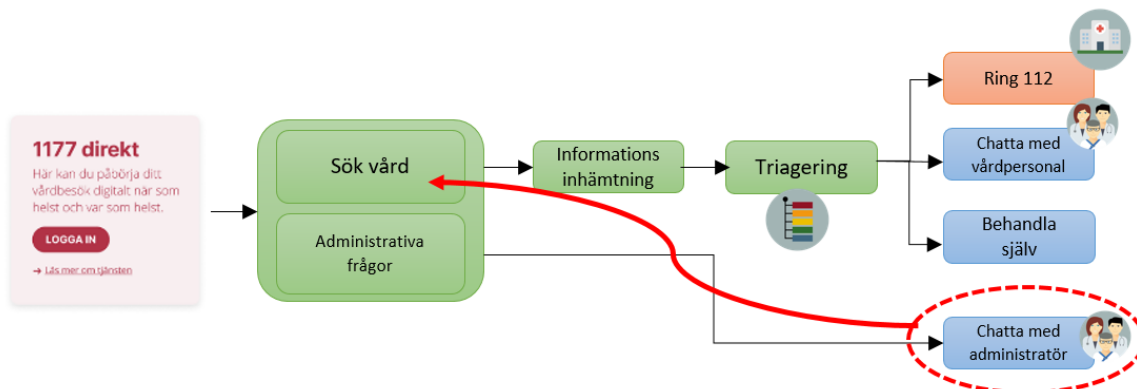 1177 direkt
Här kan du påbörja ditt
vårdbesök digitalt när som
helst och var som helst.
LOGGA IN
→ Läs mer om tjänsten
Sök vård
Administrativa
frågor
Informations
inhämtning
Triagering
Ring 112
Chatta med
vårdpersonal
Behandla
själv
Chatta med
administratör